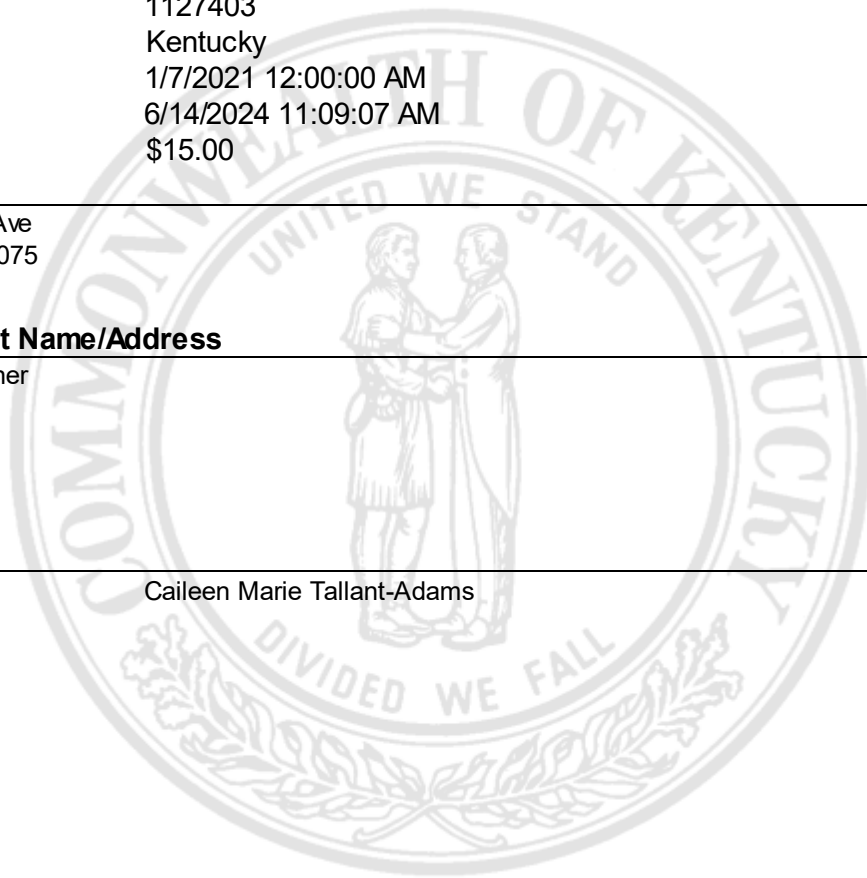 1127403
Kentucky
1/7/2021 12:00:00 AM
6/14/2024 11:09:07 AM
$15.00
Ave
075
t Name/Address
ner
Caileen Marie Tallant-Adams
COMMONWEALTH OF KENTUCKY
UNITED WE STAND
DIVIDED WE FALL